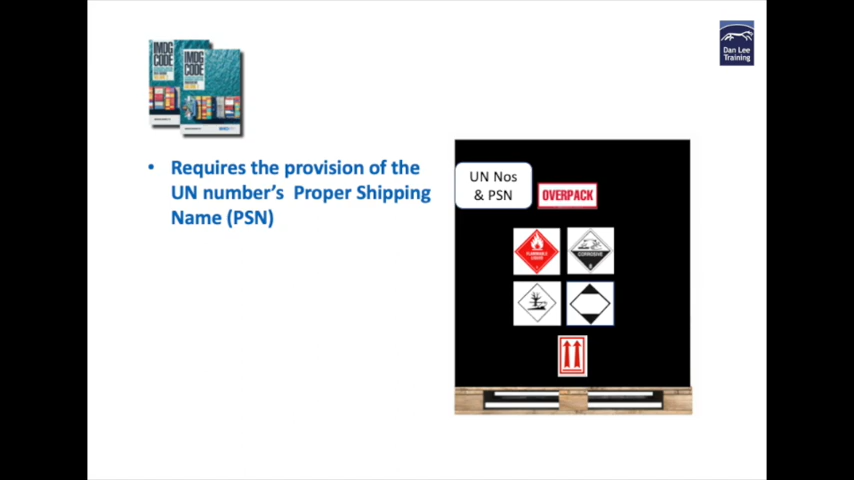 IMDG
CODE
IMDG
CODE
Dan Lee
Training
• Requires the provision of the
UN number’s Proper Shipping
Name (PSN)
UN Nos
& PSN
OVERPACK
FLAMMABLE
LIQUID
CORROSIVE
8